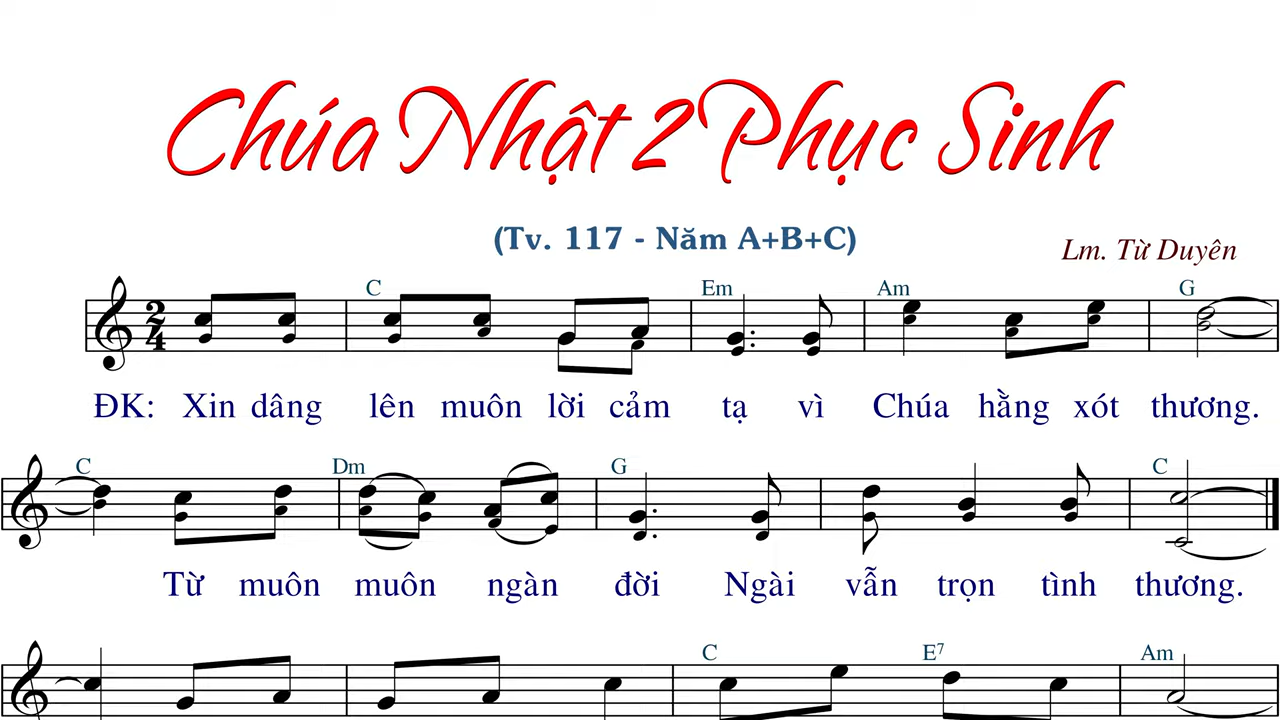 Chúa Nhật 2 Phục Sinh
(Tv. 117 - Năm A+B+C)
Lm. Từ Duyên
C Em Am G
2
4
ĐK: Xin dâng lên muôn lời cảm tạ vì Chúa hằng xót thương.
C Dm G C
Từ muôn muôn ngàn đời Ngài vẫn trọn tình thương.
C E7 Am